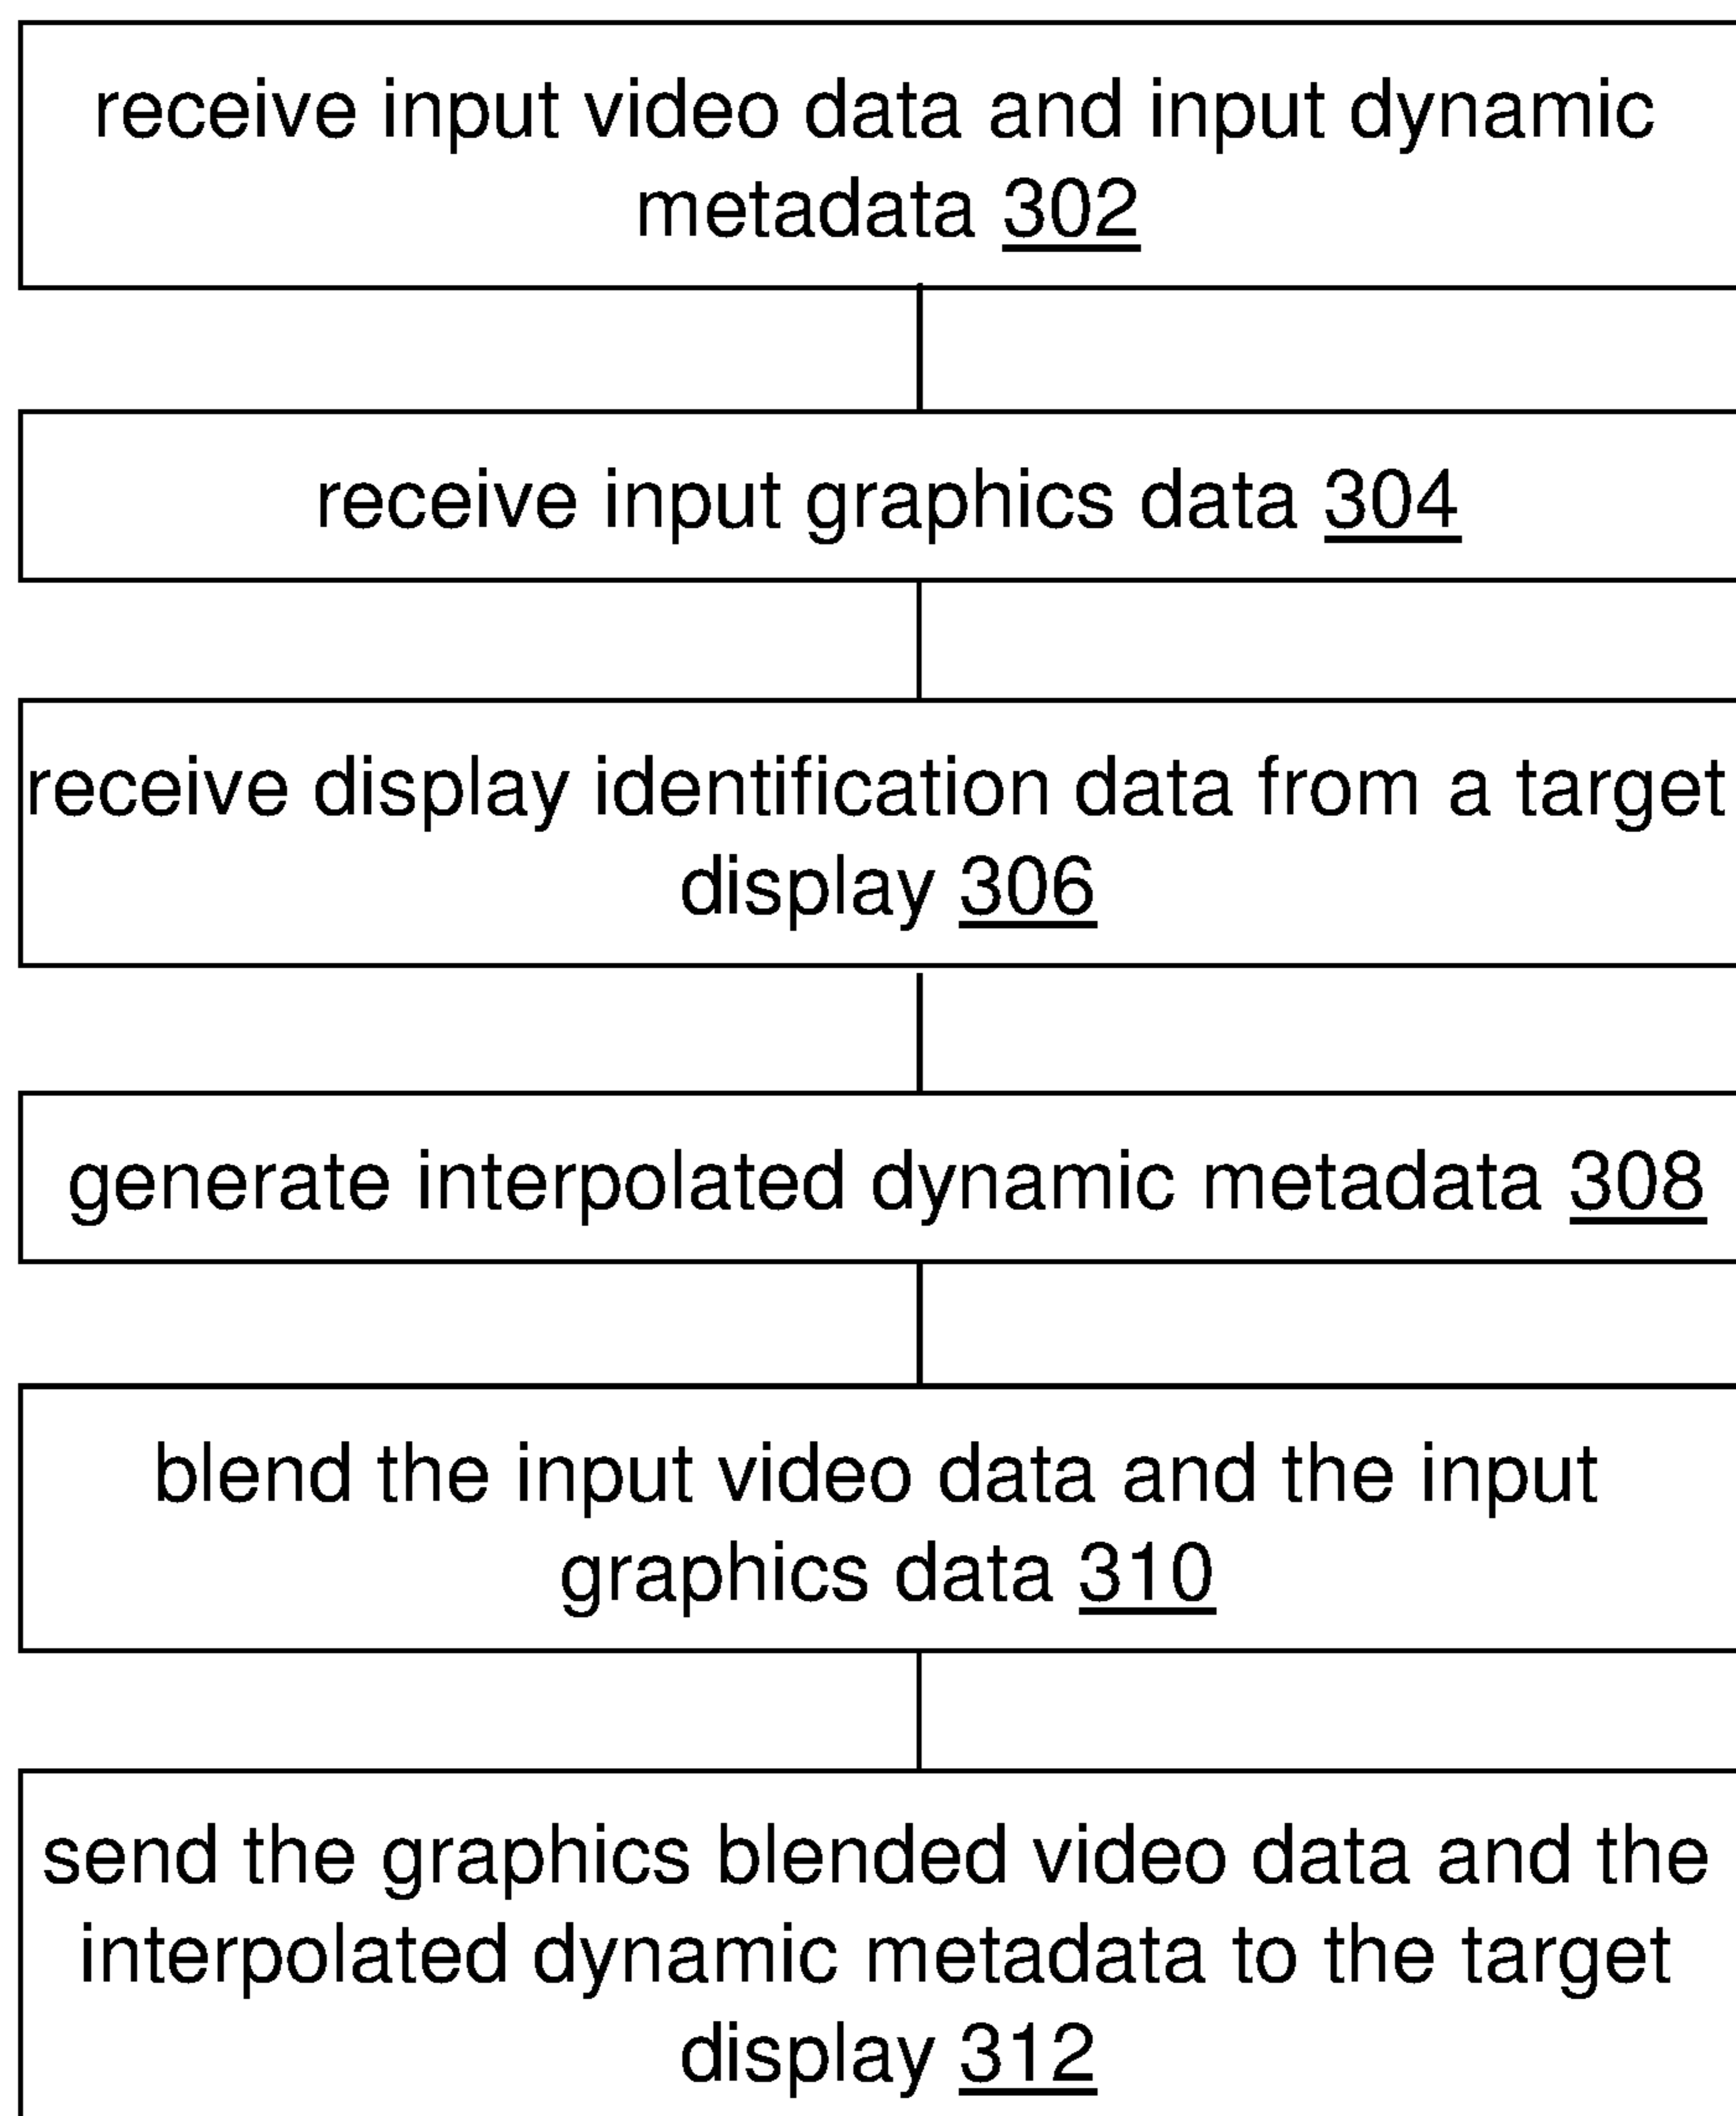 receive input video data and input dynamic
metadata 302
receive input graphics data 304
receive display identification data from a target
display 306
generate interpolated dynamic metadata 308
blend the input video data and the input
graphics data 310
send the graphics blended video data and the
interpolated dynamic metadata to the target
display 312